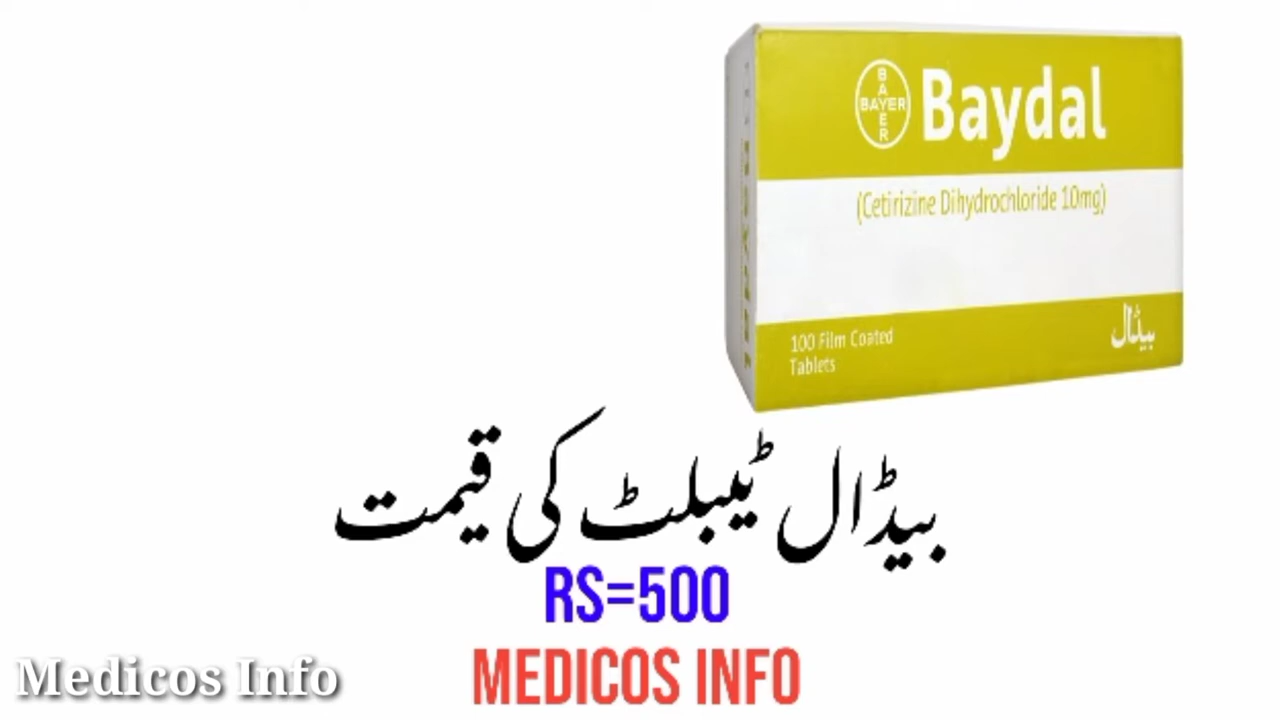 BAYER
BAYER
Baydal
(Cetirizine Dihydrochloride 10mg)
100 Film Coated
Tablets
بیڈال
بیڈال ٹیبلٹ کی قیمت
RS=500
MEDICOS INFO
Medicos Info